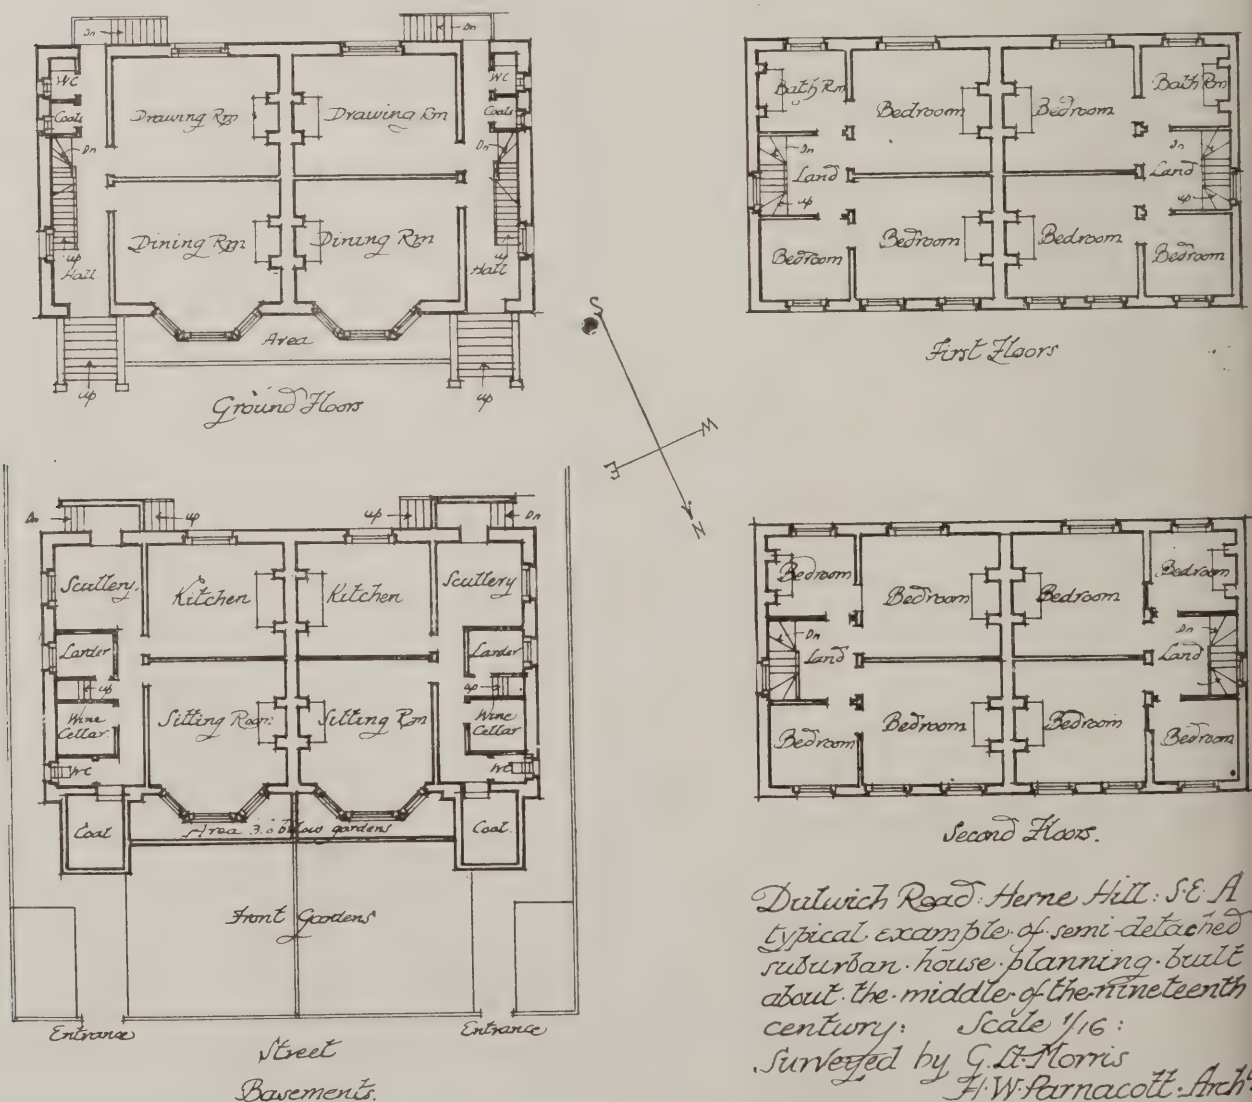 Dn
Dn
WC
WC
Coals
Coals
Drawing Rm
Drawing Rm
Dn
Dn
Dining Rm
Dining Rm
up
up
Hall
Hall
Area
up
up
Ground Floors
Bath Rm
Bedroom
Bedroom
Bath Rm
Dn
Dn
Land
Land
up
up
Bedroom
Bedroom
Bedroom
Bedroom
First Floors
S
W
E
N
Dn
up
up
Dn
Scullery.
Kitchen
Kitchen
Scullery
Larder
Larder
up
up
Wine
Cellar
Sitting Room
Sitting Rm
Wine
Cellar
WC
WC
Coal
Area 3.0 below gardens
Coal.
Front Gardens
Entrance
Entrance
Street
Basements.
Bedroom
Bedroom
Bedroom
Bedroom
Dn
Dn
Land
Land
Bedroom
Bedroom
Bedroom
Bedroom
Second Floors.
Dulwich Road: Herne Hill: S.E. A
typical example of semi-detached
suburban house planning built
about the middle of the nineteenth
century: Scale 1/16:
Surveyed by G. Ll. Morris
H. W. Parnacott. Archts